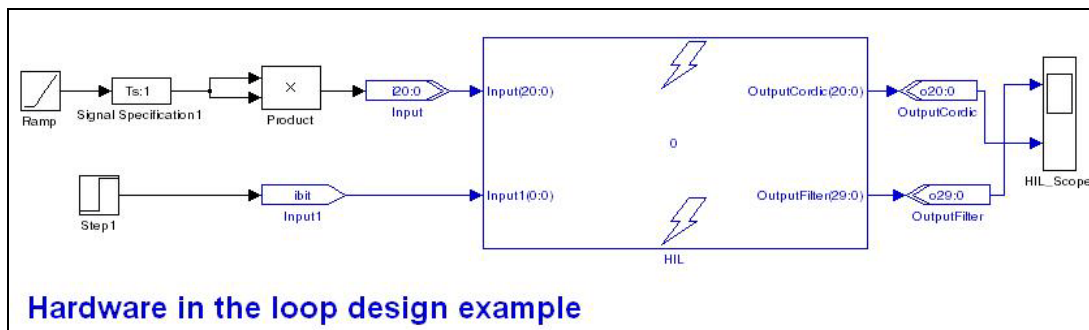 Ramp
Ts:1
Signal Specification1
×
Product
i20:0
Input
Input(20:0)
OutputCordic(20:0)
o20:0
OutputCordic
0
HIL_Scope
Step1
ibit
Input1
Input1(0:0)
OutputFilter(29:0)
o29:0
OutputFilter
HIL
Hardware in the loop design example